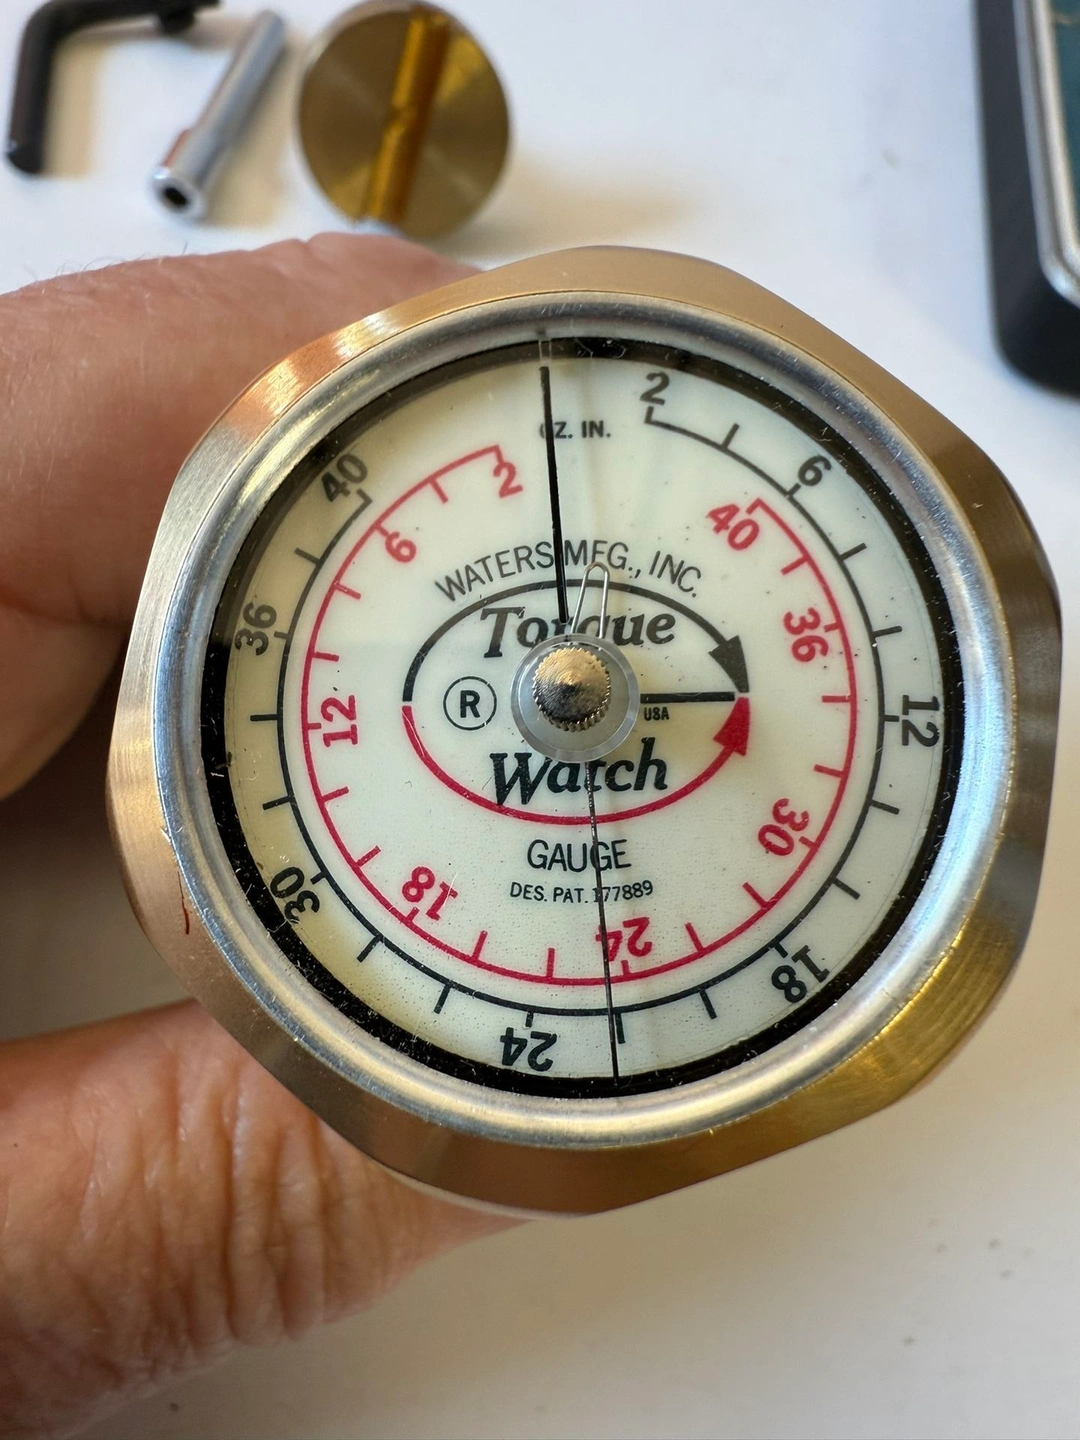 OZ. IN.
2
6
12
18
24
30
36
40
2
6
12
18
24
30
36
40
WATERS MFG., INC.
Torque
R
USA
Watch
GAUGE
DES. PAT. 177889